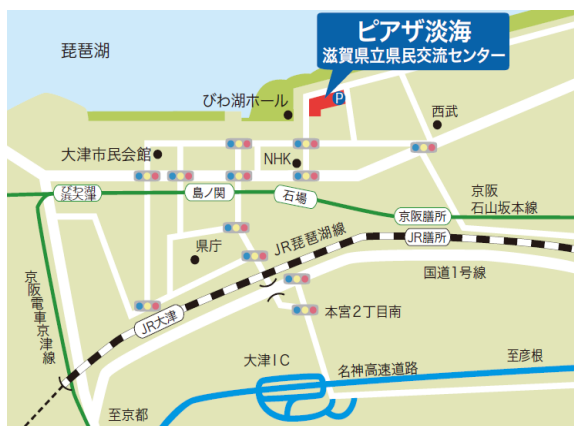 ピアザ淡海
滋賀県立県民交流センター
琵琶湖
P
びわ湖ホール
西武
大津市民会館
NHK
びわ湖
浜大津
島ノ関
石場
京阪
石山坂本線
京阪膳所
JR膳所
県庁
JR琵琶湖線
国道1号線
京阪電車京津線
JR大津
本宮2丁目南
大津IC
名神高速道路
至彦根
至京都